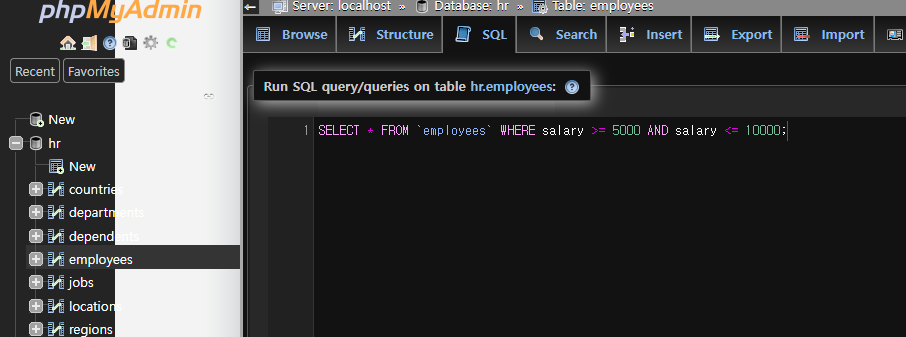 phpMyAdmin
Recent Favorites
New
hr
New
countries
departments
dependents
employees
jobs
locations
regions
Server: localhost » Database: hr » Table: employees
Browse Structure SQL Search Insert Export Import
Run SQL query/queries on table hr.employees:
1 SELECT * FROM `employees` WHERE salary >= 5000 AND salary <= 10000;